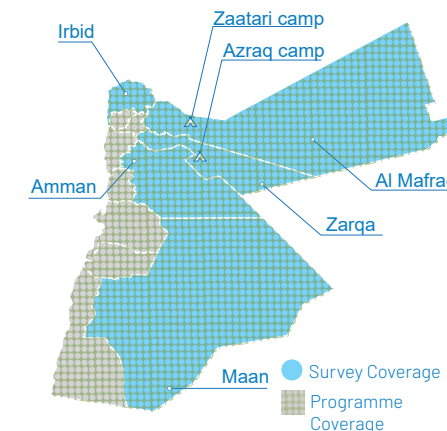 Zaatari camp
Irbid
Azraq camp
Amman
Al Mafra
Zarqa
Maan
Survey Coverage
Programme
Coverage